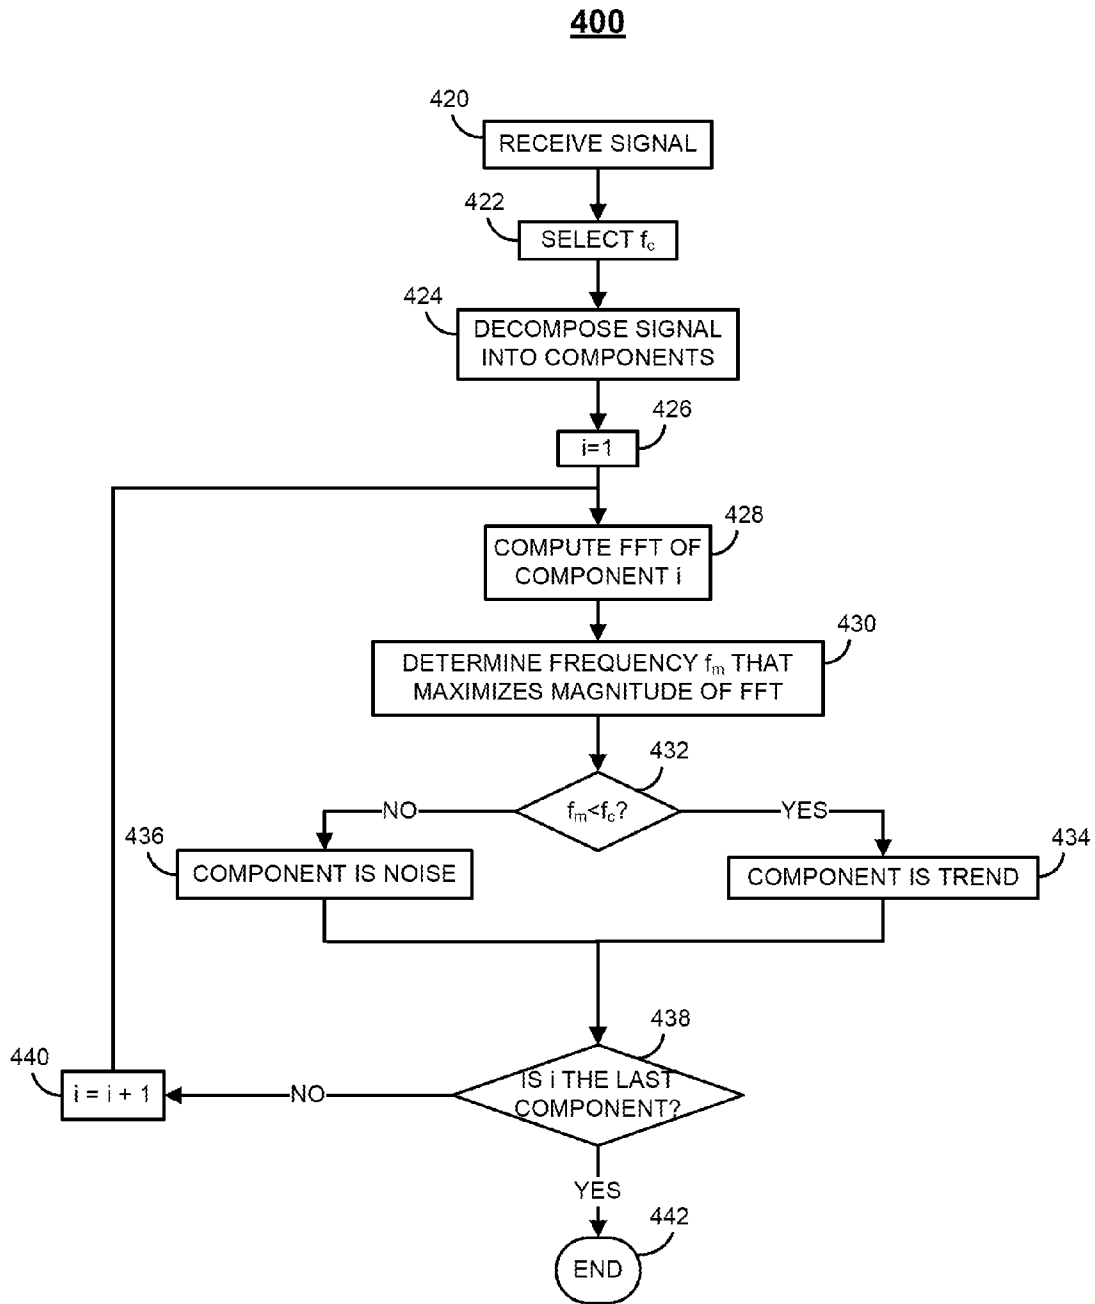 400
420
RECEIVE SIGNAL
422
SELECT fc
424
DECOMPOSE SIGNAL
INTO COMPONENTS
426
i=1
428
COMPUTE FFT OF
COMPONENT i
430
DETERMINE FREQUENCY fm THAT
MAXIMIZES MAGNITUDE OF FFT
432
fm<fc?
NO
YES
436
COMPONENT IS NOISE
434
COMPONENT IS TREND
438
IS i THE LAST
COMPONENT?
440
i = i + 1
NO
YES
442
END